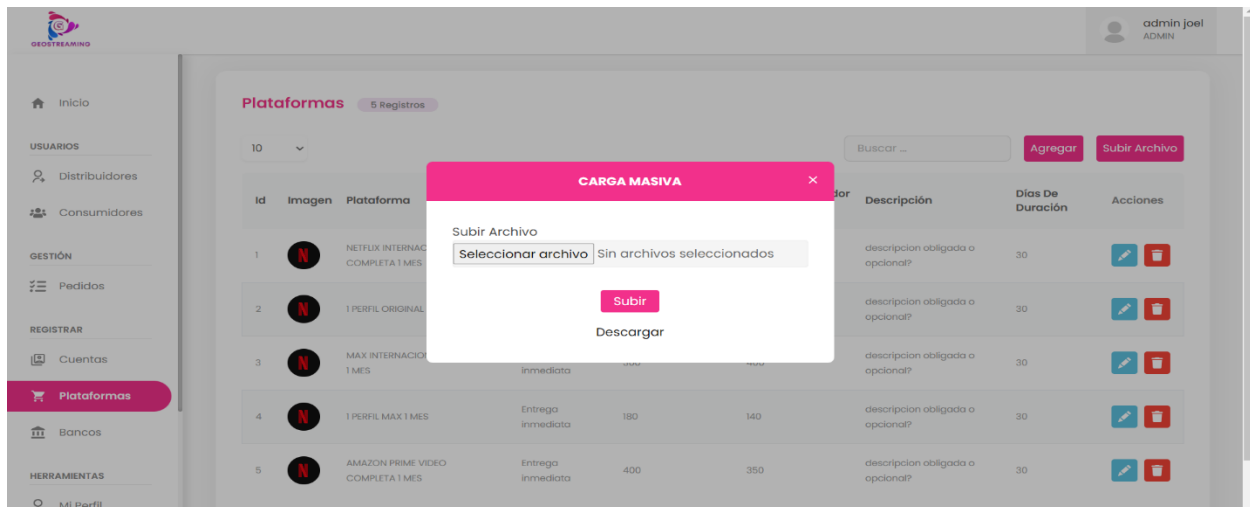 GEOSTREAMING
admin joel
ADMIN
Inicio
USUARIOS
Distribuidores
Consumidores
GESTIÓN
Pedidos
REGISTRAR
Cuentas
Plataformas
Bancos
HERRAMIENTAS
Mi Perfil
Plataformas 5 Registros
10 Buscar ... Agregar Subir Archivo
CARGA MASIVA ×
Subir Archivo
Seleccionar archivo Sin archivos seleccionados
Subir
Descargar
Id Imagen Plataforma Descripción Días De Duración Acciones
1 NETFLIX descripcion obligada o 30
COMPLETA 1 MES opcional?
2 1 PERFIL ORIGINAL descripcion obligada o 30
opcional?
3 MAX descripcion obligada o 30
1 MES inmediata opcional?
4 1 PERFIL MAX 1 MES Entrega 180 140 descripcion obligada o 30
inmediata opcional?
5 AMAZON PRIME VIDEO Entrega 400 350 descripcion obligada o 30
COMPLETA 1 MES inmediata opcional?